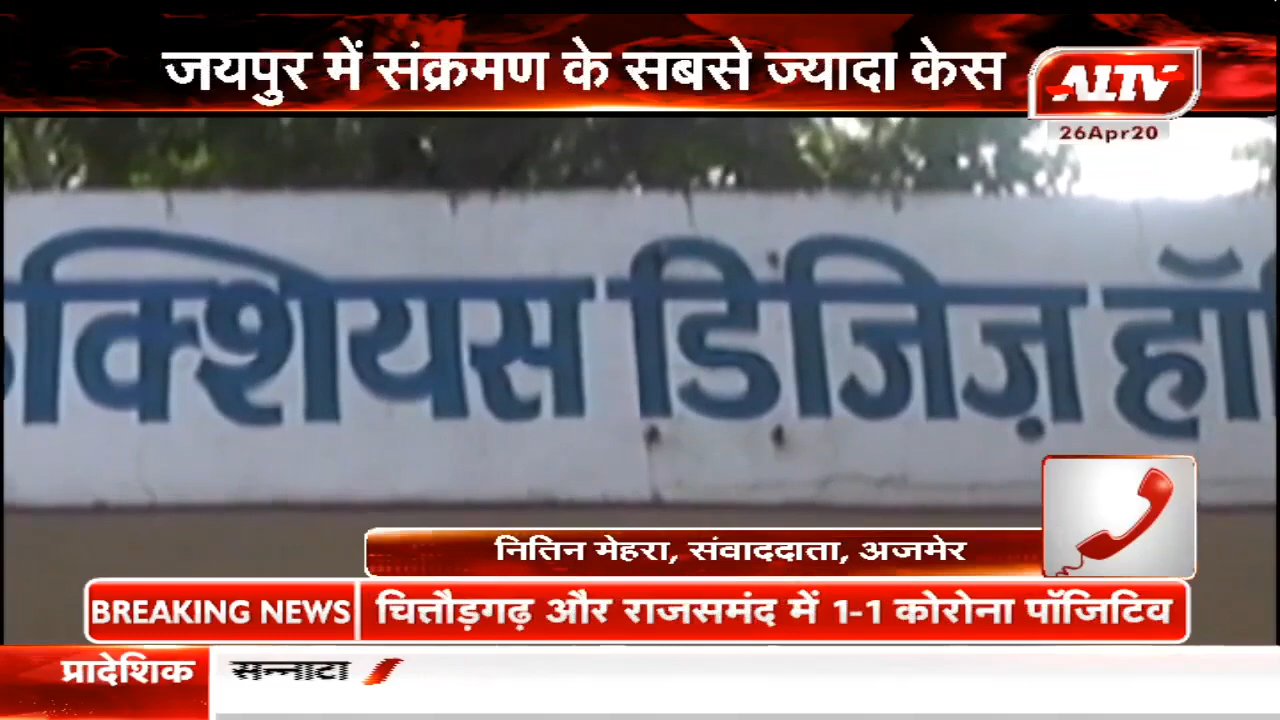 जयपुर में संक्रमण के सबसे ज्यादा केस
ALTV
26Apr20
क्शियस डिजिज़ हॉ
नितिन मेहरा, संवाददाता, अजमेर
BREAKING NEWS चित्तौड़गढ़ और राजसमंद में 1-1 कोरोना पॉजिटिव
प्रादेशिक सन्नाटा